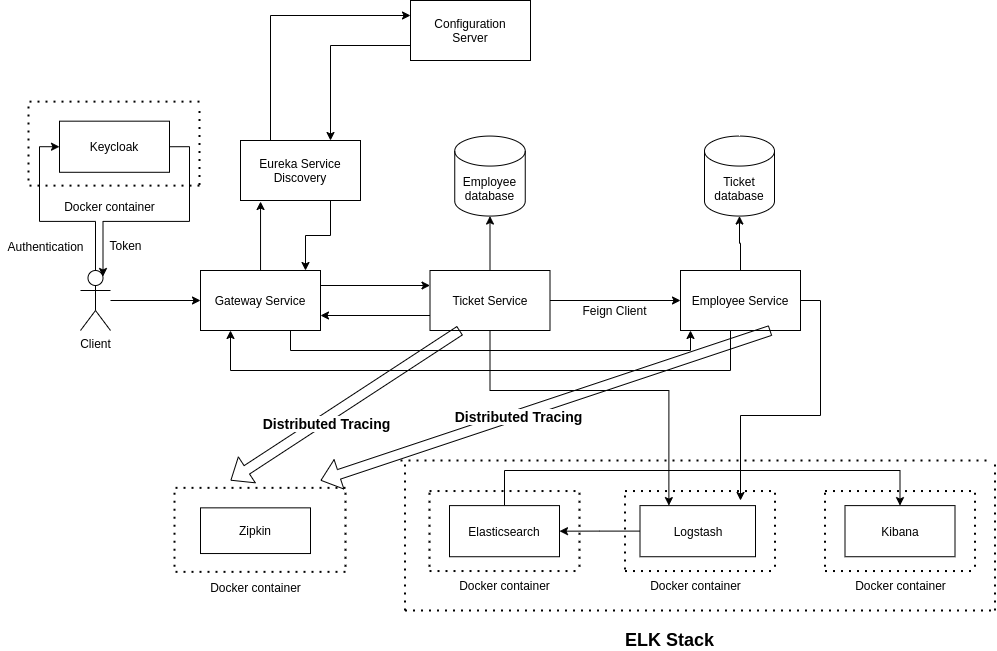 Configuration
Server
Keycloak
Docker container
Authentication
Token
Client
Eureka Service
Discovery
Employee
database
Ticket
database
Gateway Service
Ticket Service
Feign Client
Employee Service
Distributed Tracing
Distributed Tracing
Zipkin
Docker container
Elasticsearch
Docker container
Logstash
Docker container
Kibana
Docker container
ELK Stack